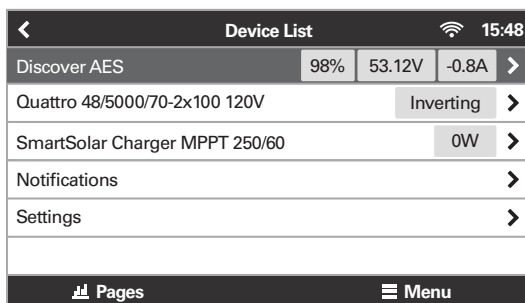 Device List 15:48
Discover AES 98% 53.12V -0.8A
Quattro 48/5000/70-2x100 120V Inverting
SmartSolar Charger MPPT 250/60 0W
Notifications
Settings
Pages Menu